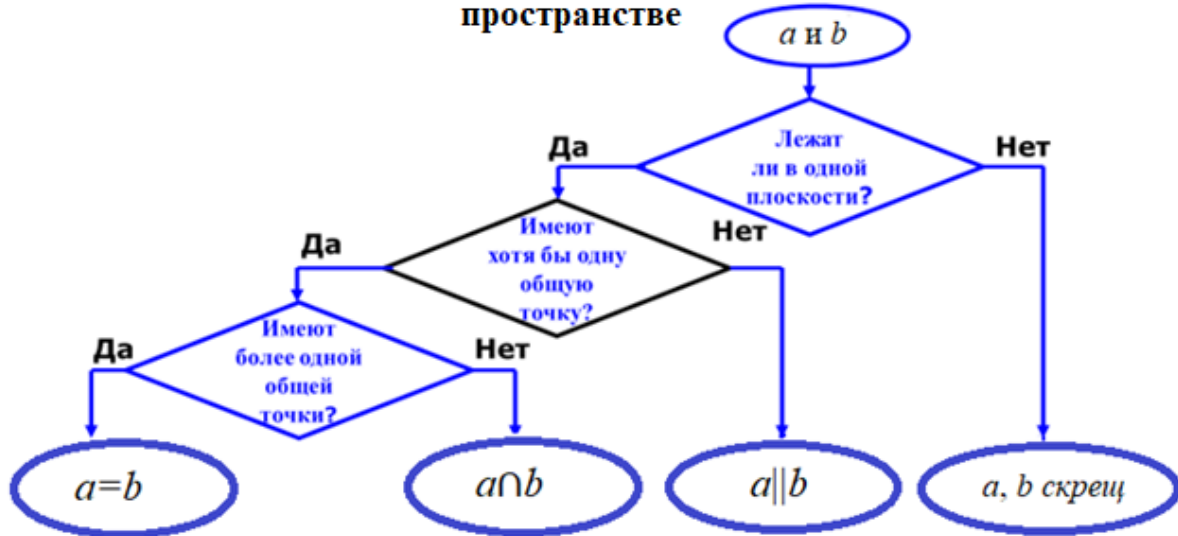 пространстве
a и b
Лежат
ли в одной
плоскости?
Да
Нет
Имеют
хотя бы одну
общую
точку?
Да
Нет
Имеют
более одной
общей
точки?
Да
Нет
a=b
a∩b
a||b
a, b скрещ